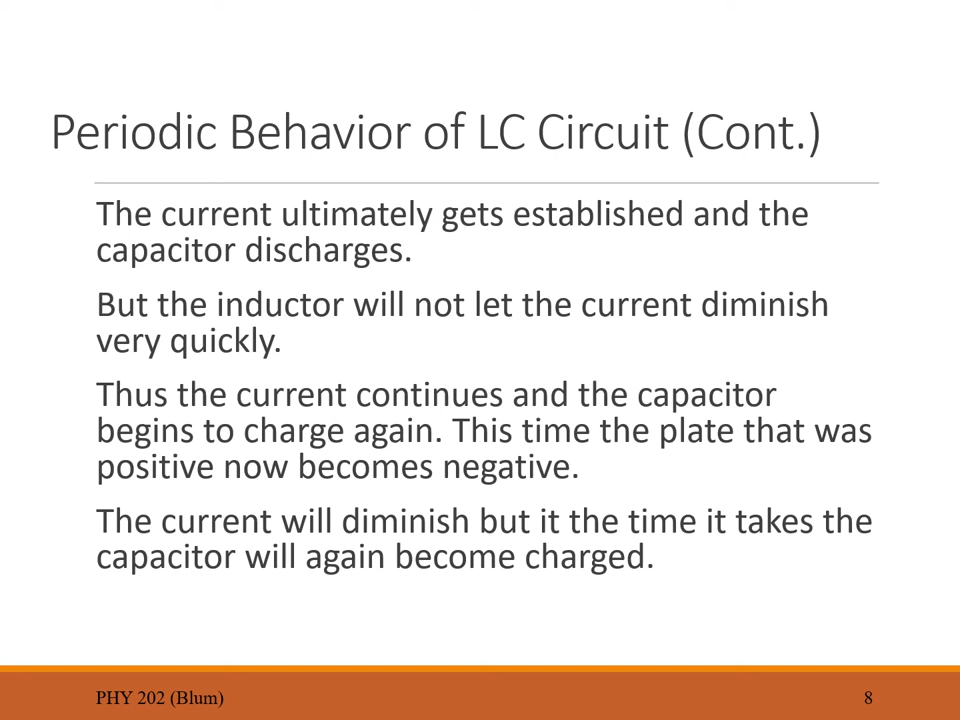 Periodic Behavior of LC Circuit (Cont.)
The current ultimately gets established and the
capacitor discharges.
But the inductor will not let the current diminish
very quickly.
Thus the current continues and the capacitor
begins to charge again. This time the plate that was
positive now becomes negative.
The current will diminish but it the time it takes the
capacitor will again become charged.
PHY 202 (Blum)
8